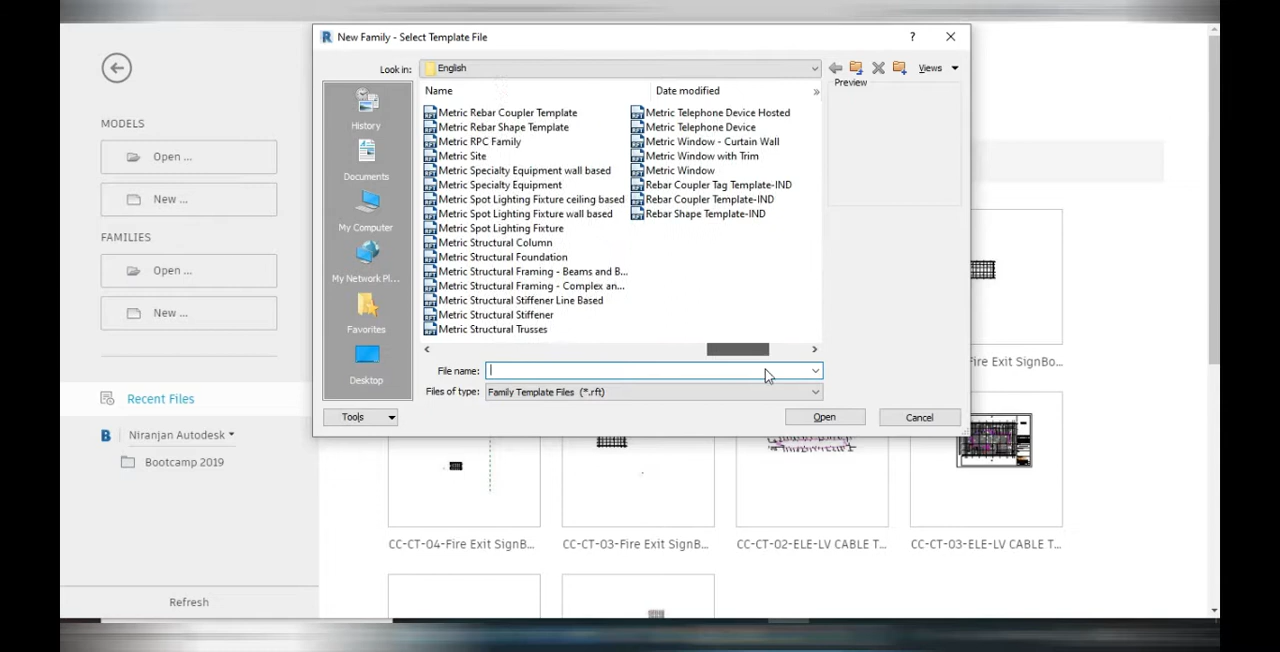 New Family - Select Template File
?
Look in:
English
Views
Preview
Name
Date modified
»
Metric Rebar Coupler Template
Metric Rebar Shape Template
Metric RPC Family
Metric Site
Metric Specialty Equipment wall based
Metric Specialty Equipment
Metric Spot Lighting Fixture ceiling based
Metric Spot Lighting Fixture wall based
Metric Spot Lighting Fixture
Metric Structural Column
Metric Structural Foundation
Metric Structural Framing - Beams and B...
Metric Structural Framing - Complex an...
Metric Structural Stiffener Line Based
Metric Structural Stiffener
Metric Structural Trusses
Metric Telephone Device Hosted
Metric Telephone Device
Metric Window - Curtain Wall
Metric Window with Trim
Metric Window
Rebar Coupler Tag Template-IND
Rebar Coupler Template-IND
Rebar Shape Template-IND
History
Documents
My Computer
My Network Pl...
Favorites
Desktop
File name:
Files of type:
Family Template Files (*.rft)
Tools
Open
Cancel
MODELS
Open ...
New ...
FAMILIES
Open ...
New ...
Recent Files
B Niranjan Autodesk
Bootcamp 2019
Refresh
ire Exit SignBo...
CC-CT-04-Fire Exit SignB...
CC-CT-03-Fire Exit SignB...
CC-CT-02-ELE-LV CABLE T...
CC-CT-03-ELE-LV CABLE T...